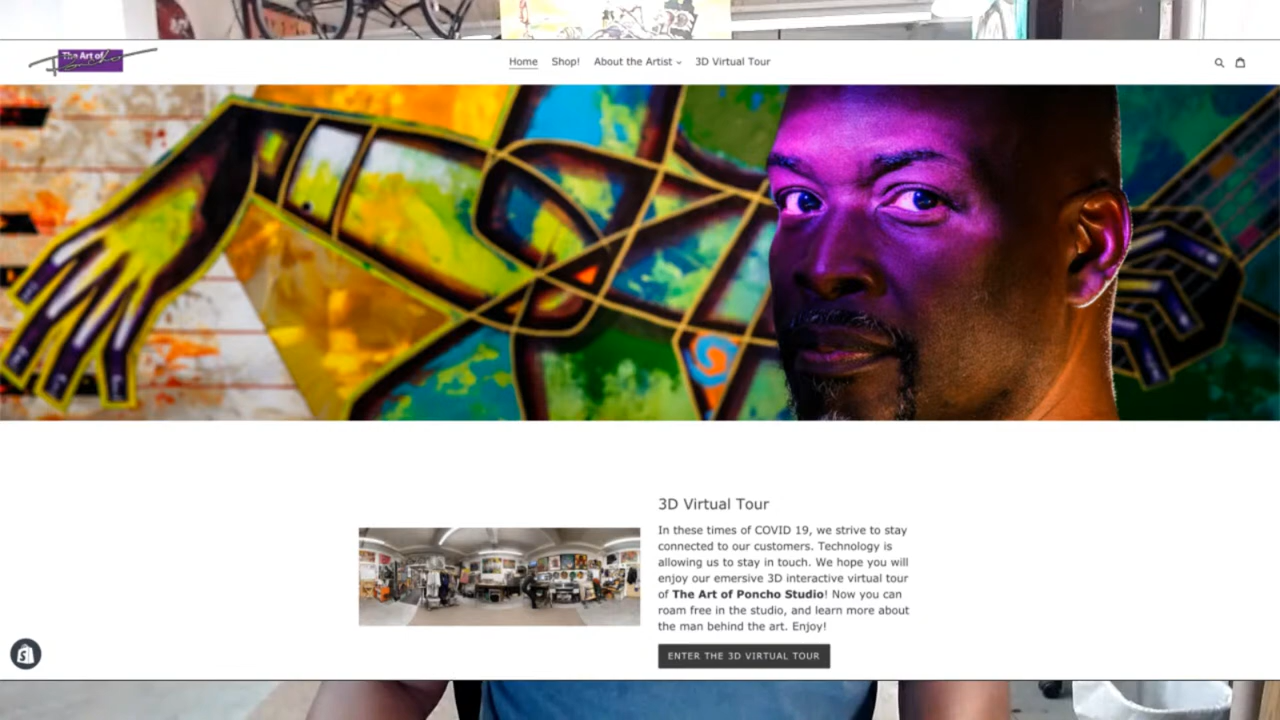 The Art of
Poncho
Home Shop! About the Artist 3D Virtual Tour
3D Virtual Tour
In these times of COVID 19, we strive to stay
connected to our customers. Technology is
allowing us to stay in touch. We hope you will
enjoy our emersive 3D interactive virtual tour
of The Art of Poncho Studio! Now you can
roam free in the studio, and learn more about
the man behind the art. Enjoy!
ENTER THE 3D VIRTUAL TOUR